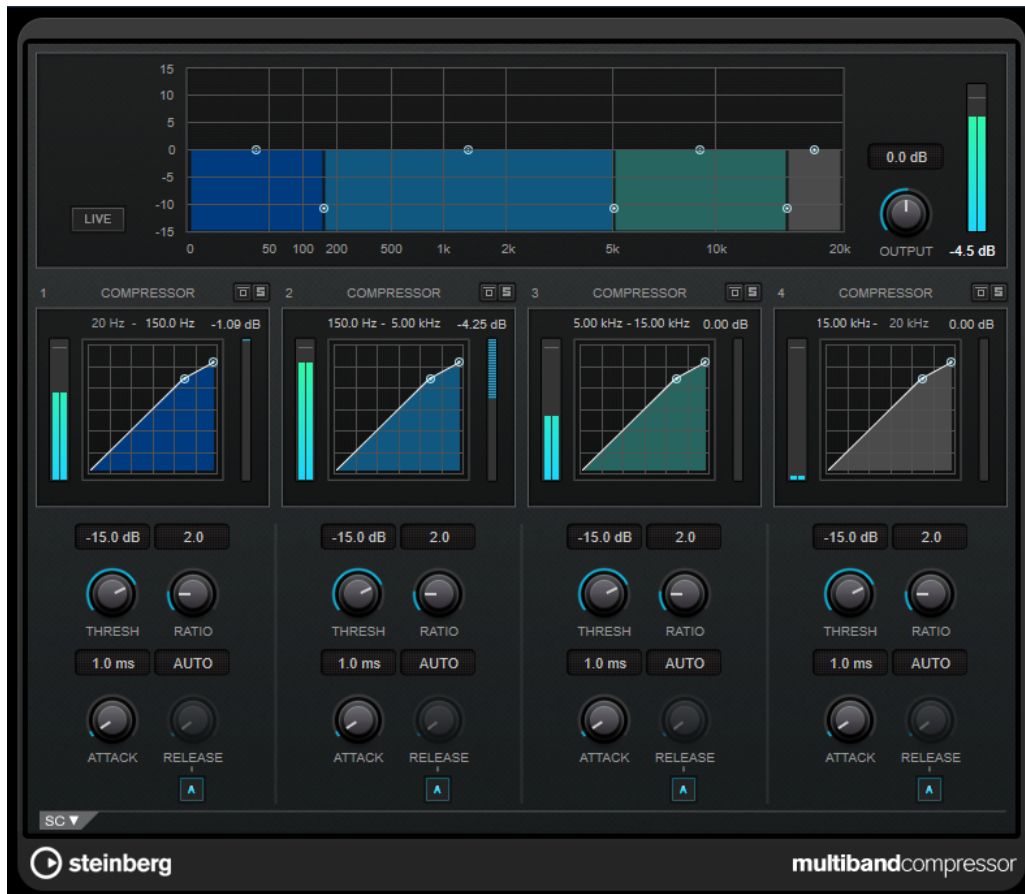 15
10
5
0
-5
-10
-15
LIVE
0 50 100 200 500 1k 2k 5k 10k 20k
0.0 dB
OUTPUT -4.5 dB
1 COMPRESSOR S 2 COMPRESSOR S 3 COMPRESSOR S 4 COMPRESSOR S
20 Hz - 150.0 Hz -1.09 dB 150.0 Hz - 5.00 kHz -4.25 dB 5.00 kHz - 15.00 kHz 0.00 dB 15.00 kHz - 20 kHz 0.00 dB
-15.0 dB 2.0 -15.0 dB 2.0 -15.0 dB 2.0 -15.0 dB 2.0
THRESH RATIO THRESH RATIO THRESH RATIO THRESH RATIO
1.0 ms AUTO 1.0 ms AUTO 1.0 ms AUTO 1.0 ms AUTO
ATTACK RELEASE ATTACK RELEASE ATTACK RELEASE ATTACK RELEASE
A A A A
SC ▼
steinberg multibandcompressor